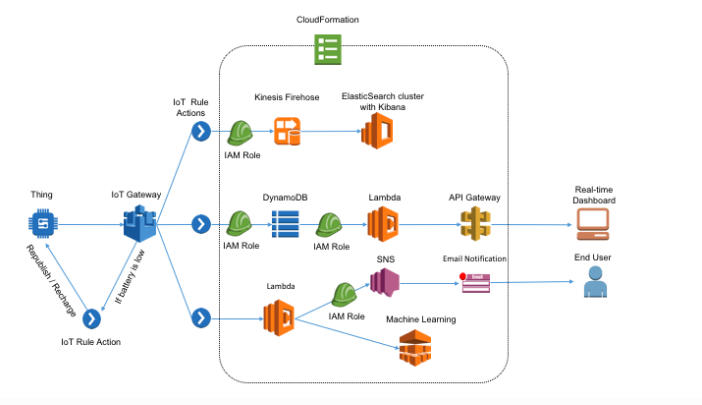 CloudFormation
IoT Rule
Actions
Kinesis Firehose
ElasticSearch cluster
with Kibana
IAM Role
Thing
IoT Gateway
DynamoDB
Lambda
API Gateway
Real-time
Dashboard
IAM Role
IAM Role
SNS
Email Notification
End User
Republish / Recharge
If battery is low
Lambda
IAM Role
Machine Learning
IoT Rule Action